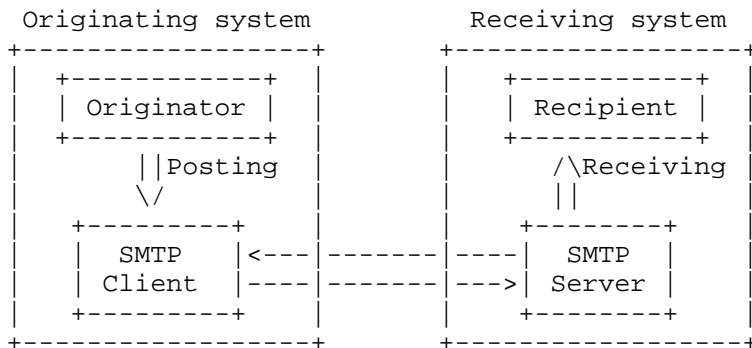 Originating system Receiving system
Originator Recipient
Posting Receiving
SMTP SMTP
Client Server